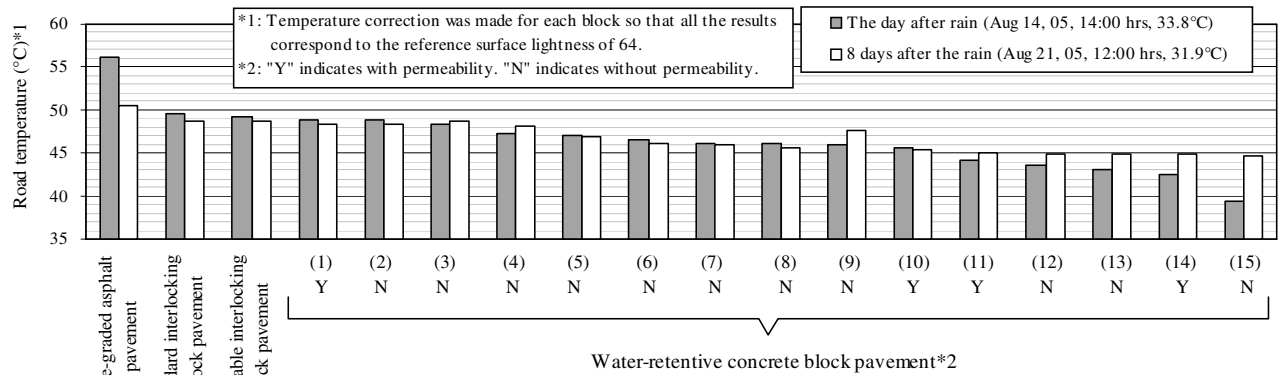 60
55
50
45
40
35
Road temperature (°C)*1
*1: Temperature correction was made for each block so that all the results
correspond to the reference surface lightness of 64.
*2: "Y" indicates with permeability. "N" indicates without permeability.
The day after rain (Aug 14, 05, 14:00 hrs, 33.8°C)
8 days after the rain (Aug 21, 05, 12:00 hrs, 31.9°C)
-graded asphalt
pavement
interlocking
pavement
interlocking
pavement
(1) (2) (3) (4) (5) (6) (7) (8) (9) (10) (11) (12) (13) (14) (15)
Y N N N N N N N N Y Y N N Y N
Water-retentive concrete block pavement*2